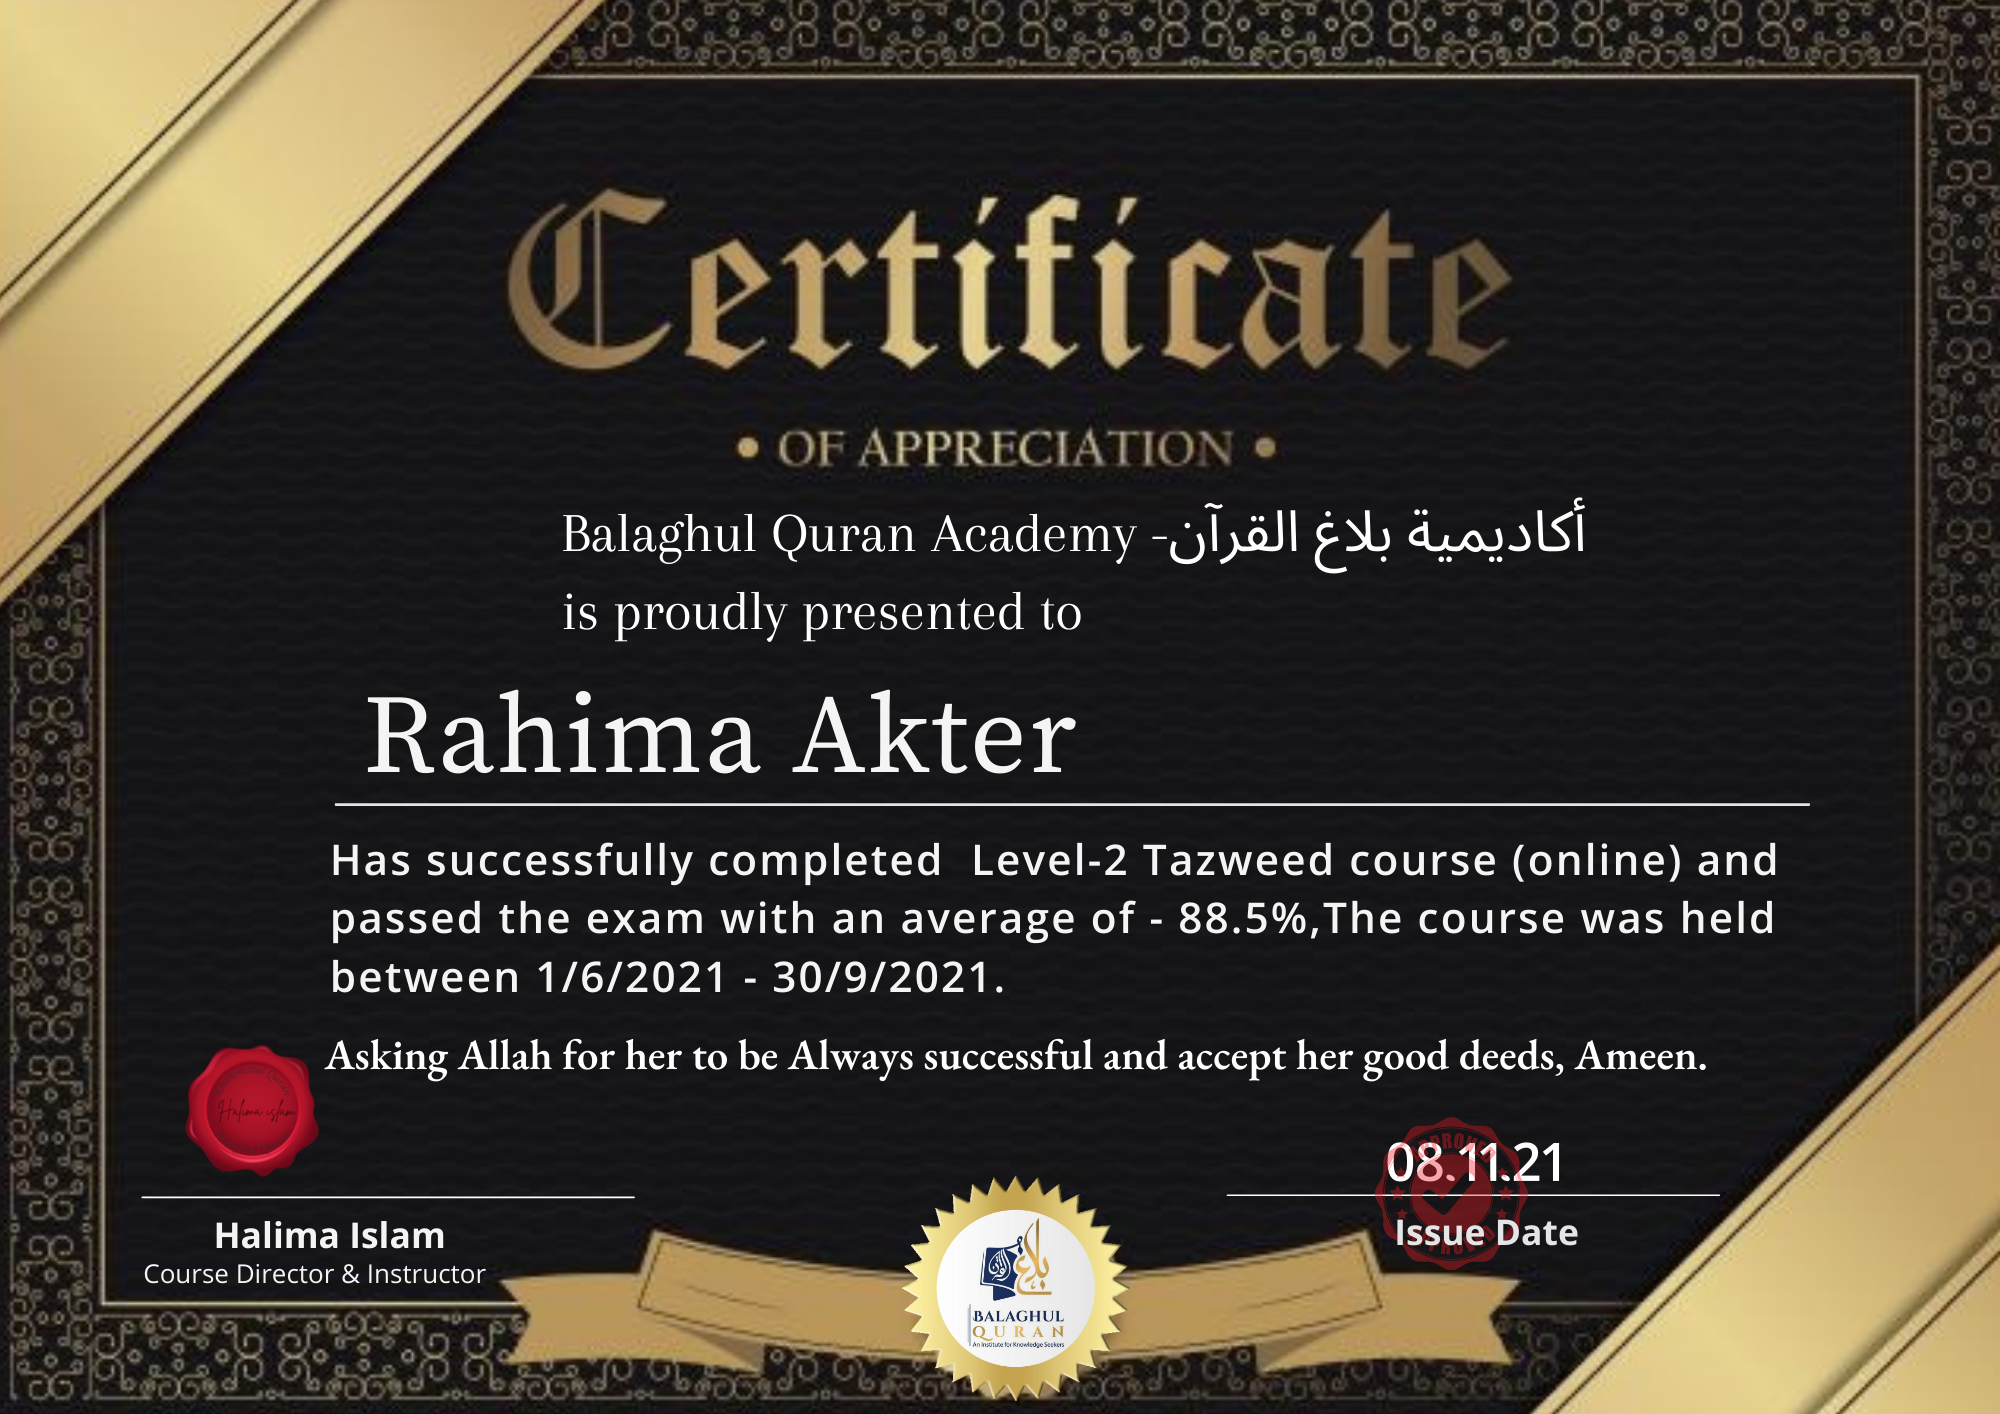 Certificate
• OF APPRECIATION •
Balaghul Quran Academy -أكاديمية بلاغ القرآن
is proudly presented to
Rahima Akter
Has successfully completed  Level-2 Tazweed course (online) and
passed the exam with an average of - 88.5%,The course was held
between 1/6/2021 - 30/9/2021.
Asking Allah for her to be Always successful and accept her good deeds, Ameen.
Halima islam
Halima Islam
Course Director & Instructor
APPROVED
08.11.21
Issue Date
APPROVED
بلاغ القرآن
BALAGHUL
QURAN
An Institute for Knowledge Seekers